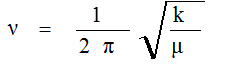 ν = 1 / 2 π √ k / μ